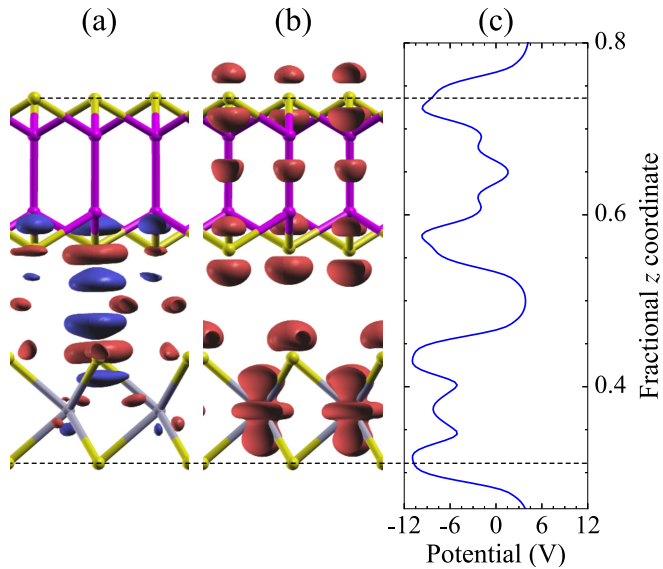 (a) (b) (c)
0.8
0.6
0.4
Fractional z coordinate
-12 -6 0 6 12
Potential (V)